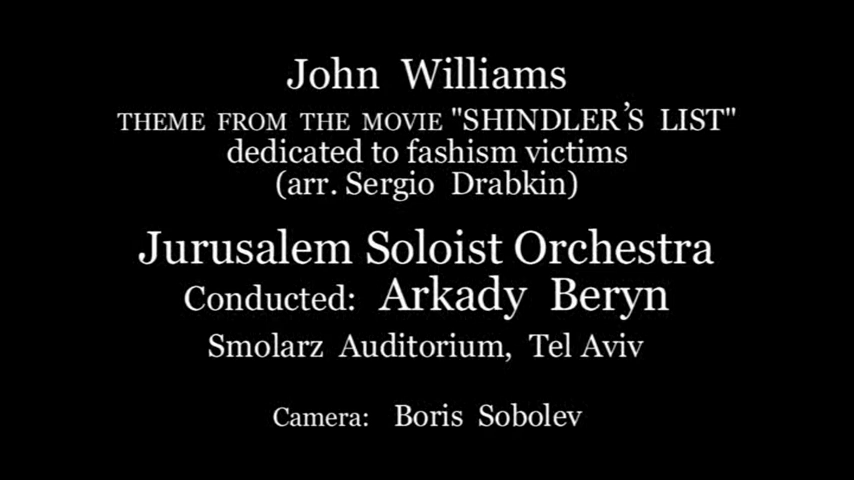 John Williams
THEME FROM THE MOVIE "SHINDLER’S LIST"
dedicated to fashism victims
(arr. Sergio Drabkin)
Jurusalem Soloist Orchestra
Conducted: Arkady Beryn
Smolarz Auditorium, Tel Aviv
Camera: Boris Sobolev